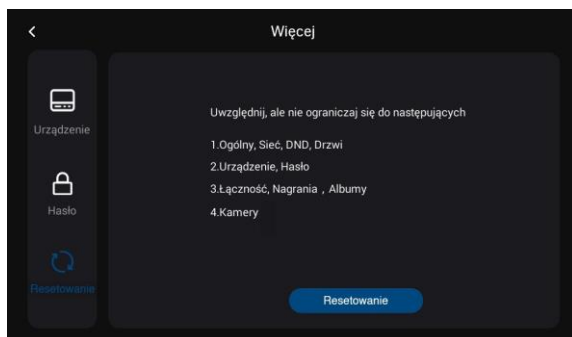 Więcej
Urządzenie
Hasło
Resetowanie
Uwzględnij, ale nie ograniczaj się do następujących
1.Ogólny, Sieć, DND, Drzwi
2.Urządzenie, Hasło
3.Łączność, Nagrania , Albumy
4.Kamery
Resetowanie